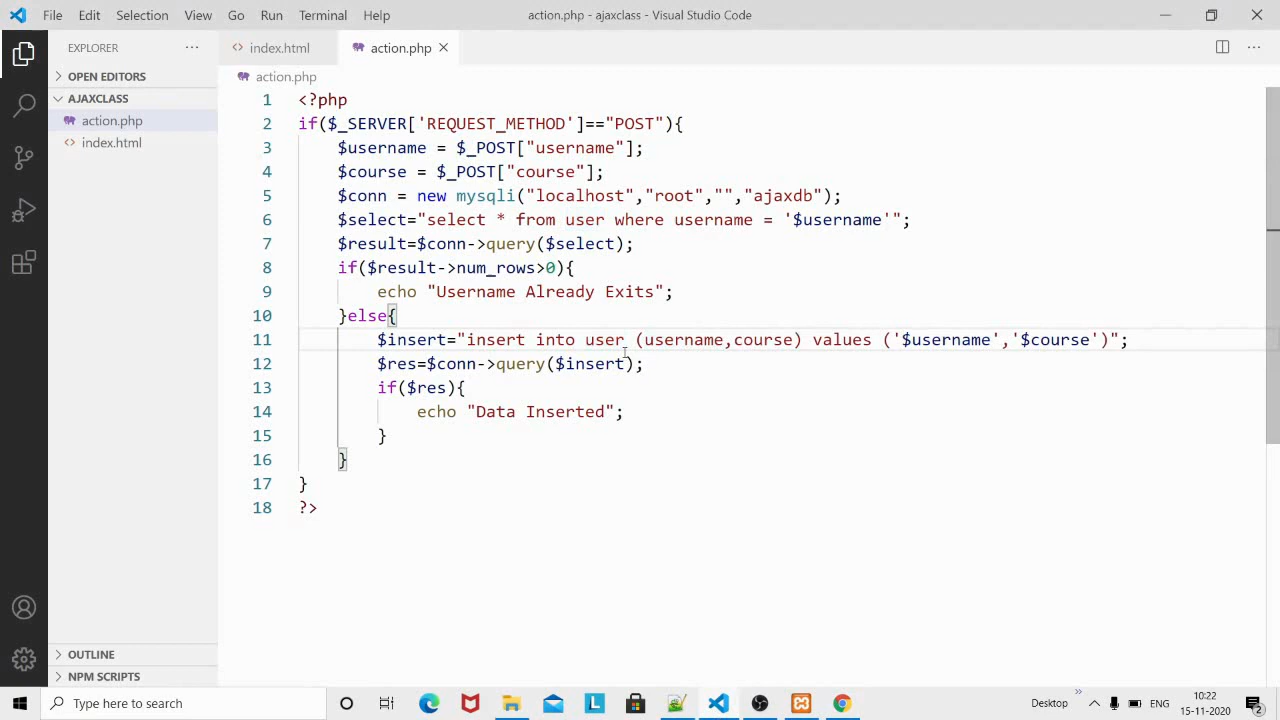 File Edit Selection View Go Run Terminal Help action.php - ajaxclass - Visual Studio Code
EXPLORER ···
OPEN EDITORS
AJAXCLASS
action.php
index.html
OUTLINE
NPM SCRIPTS
<> index.html action.php
action.php
1 <?php
2 if($_SERVER['REQUEST_METHOD']=="POST"){
3 $username = $_POST["username"];
4 $course = $_POST["course"];
5 $conn = new mysqli("localhost","root","","ajaxdb");
6 $select="select * from user where username = '$username'";
7 $result=$conn->query($select);
8 if($result->num_rows>0){
9 echo "Username Already Exits";
10 }else{
11 $insert="insert into user (username,course) values ('$username','$course')";
12 $res=$conn->query($insert);
13 if($res){
14 echo "Data Inserted";
15 }
16 }
17 }
18 ?>
Type here to search
L
Desktop » ENG 10:22
15-11-2020 2